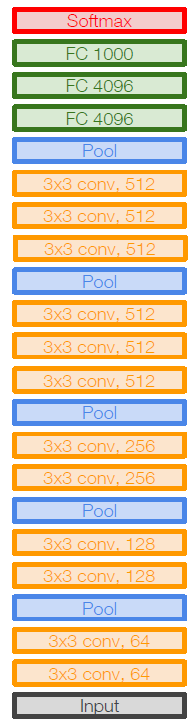 Softmax
FC 1000
FC 4096
FC 4096
Pool
3x3 conv, 512
3x3 conv, 512
3x3 conv, 512
Pool
3x3 conv, 512
3x3 conv, 512
3x3 conv, 512
Pool
3x3 conv, 256
3x3 conv, 256
Pool
3x3 conv, 128
3x3 conv, 128
Pool
3x3 conv, 64
3x3 conv, 64
Input